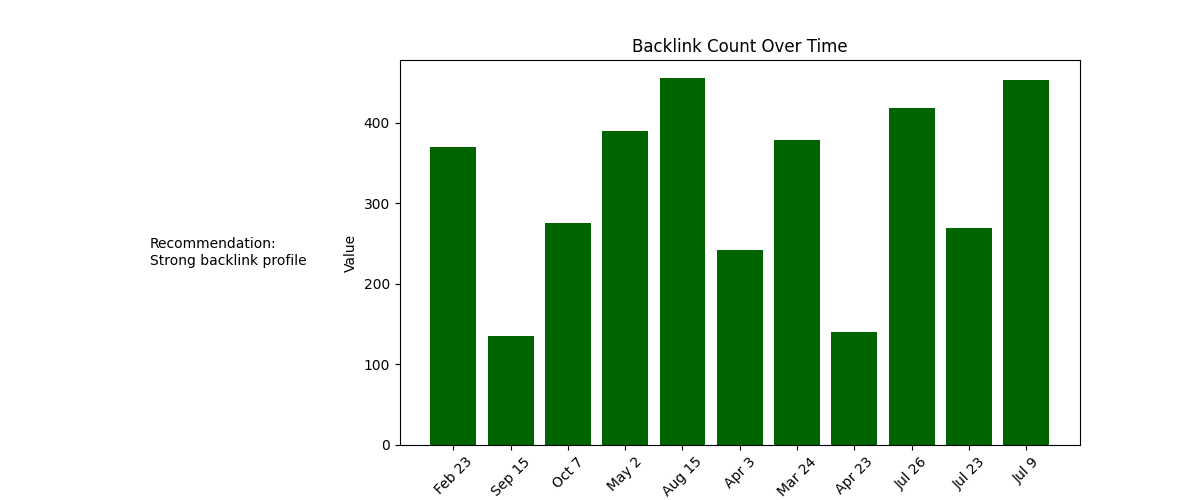 Backlink Count Over Time
Recommendation:
Strong backlink profile
Value
400
300
200
100
0
Feb 23
Sep 15
Oct 7
May 2
Aug 15
Apr 3
Mar 24
Apr 23
Jul 26
Jul 23
Jul 9